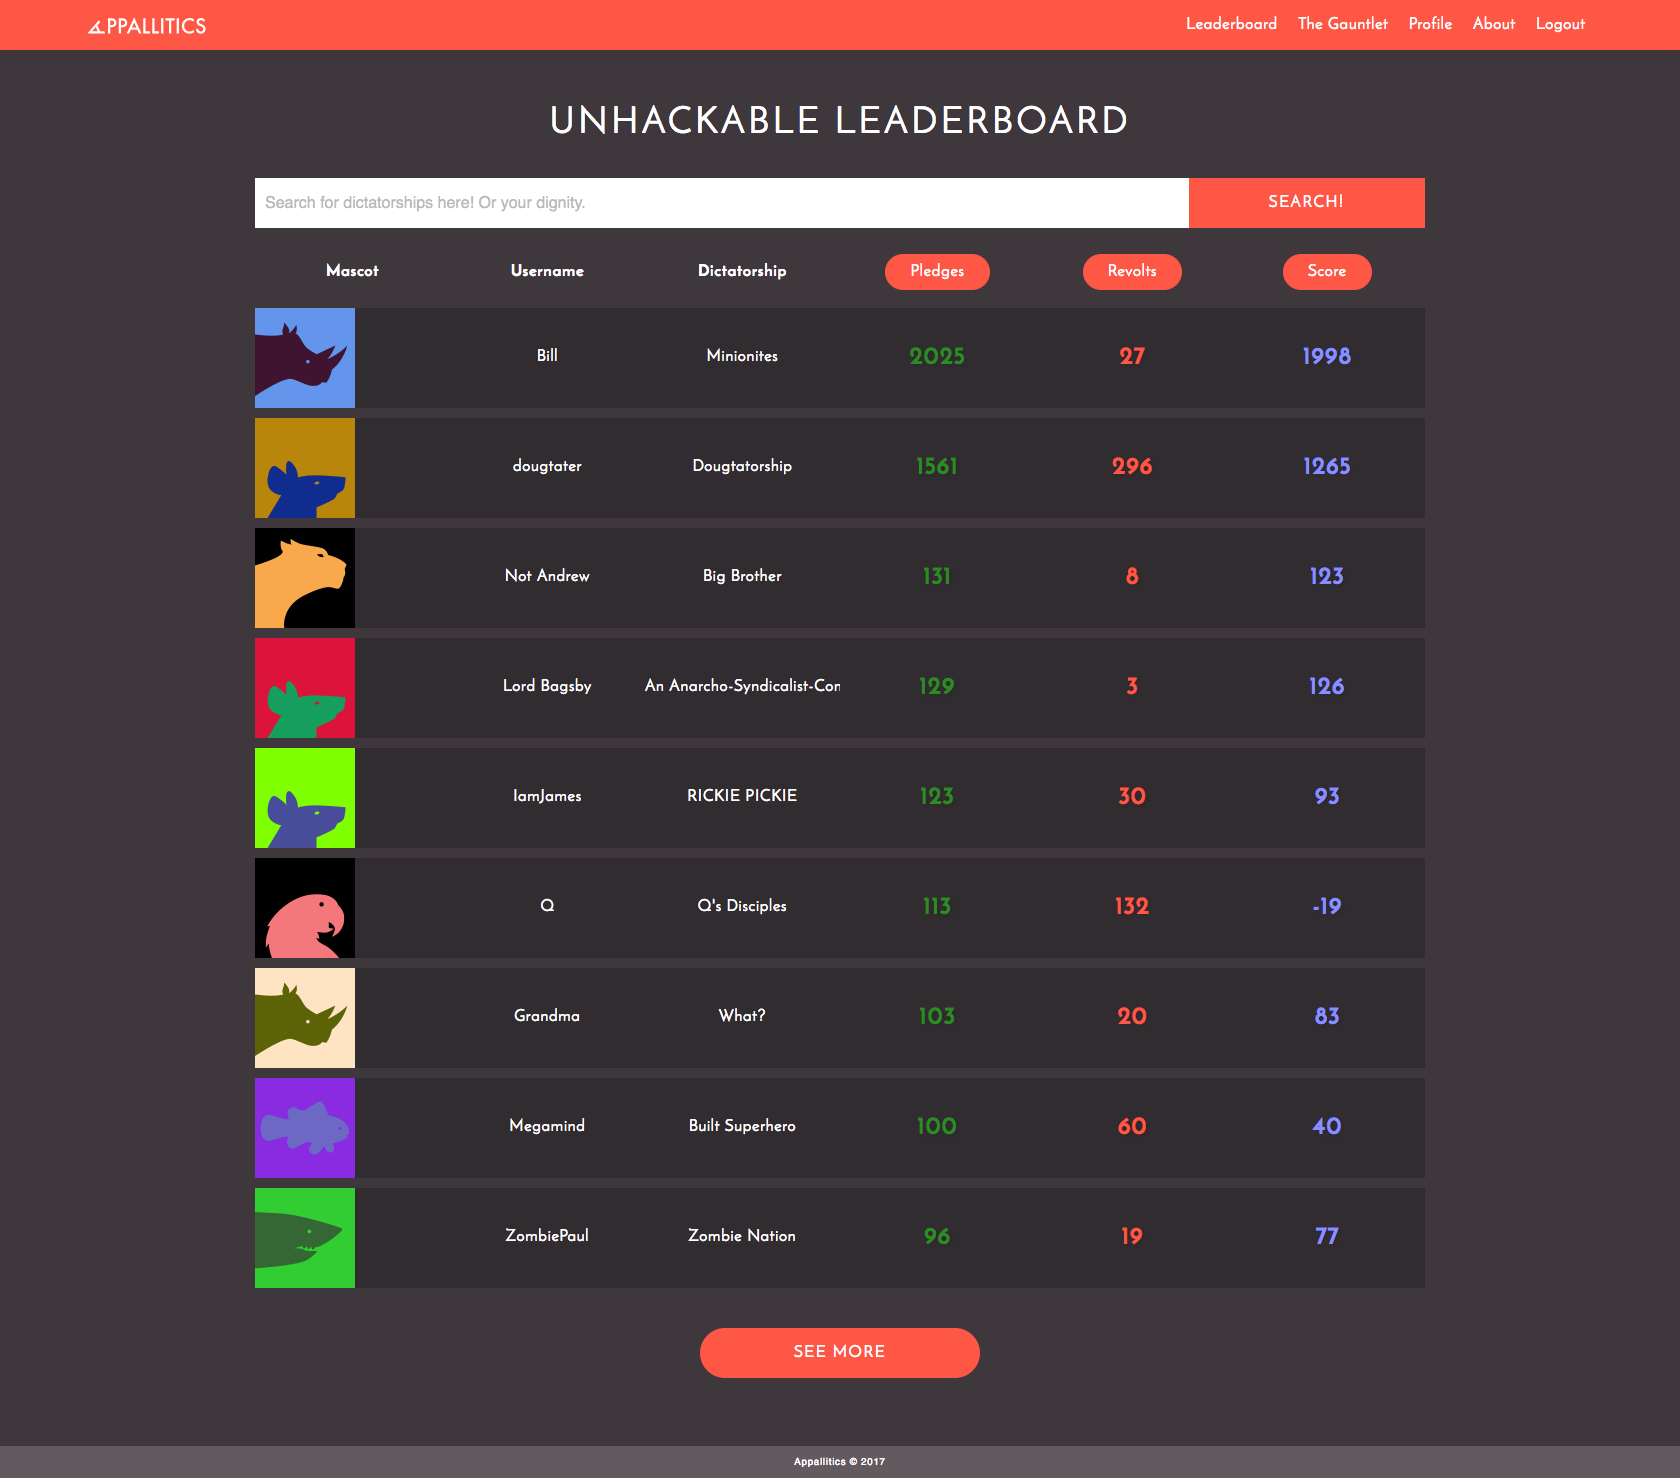 ∡PPALLITICS
Leaderboard The Gauntlet Profile About Logout
UNHACKABLE LEADERBOARD
Search for dictatorships here! Or your dignity. SEARCH!
Mascot Username Dictatorship Pledges Revolts Score
Bill Minionites 2025 27 1998
dougtater Dougtatorship 1561 296 1265
Not Andrew Big Brother 131 8 123
Lord Bagsby An Anarcho-Syndicalist-Con 129 3 126
IamJames RICKIE PICKIE 123 30 93
Q Q's Disciples 113 132 -19
Grandma What? 103 20 83
Megamind Built Superhero 100 60 40
ZombiePaul Zombie Nation 96 19 77
SEE MORE
Appallitics © 2017